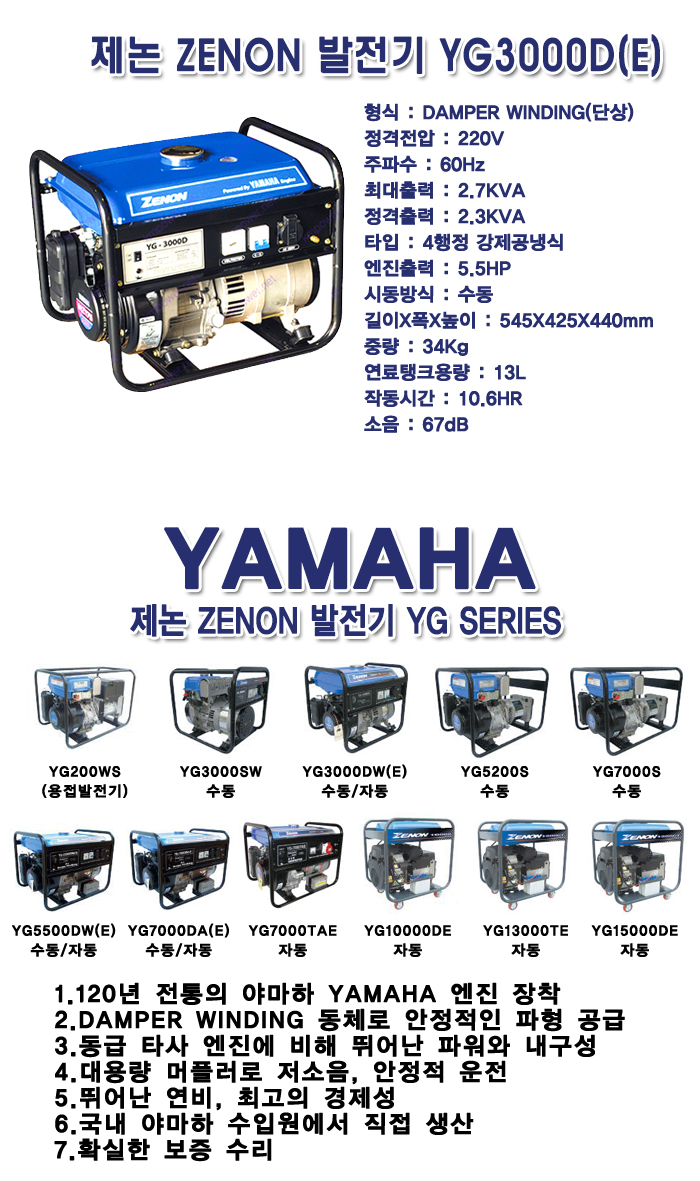 제논 ZENON 발전기 YG3000D(E)
형식 : DAMPER WINDING(단상)
정격전압 : 220V
주파수 : 60Hz
최대출력 : 2.7KVA
정격출력 : 2.3KVA
타입 : 4행정 강제공냉식
엔진출력 : 5.5HP
시동방식 : 수동
길이X폭X높이 : 545X425X440mm
중량 : 34Kg
연료탱크용량 : 13L
작동시간 : 10.6HR
소음 : 67dB
ZENON
Powered By YAMAHA Engine
YG - 3000D
YAMAHA
제논 ZENON 발전기 YG SERIES
YG200WS
(용접발전기)
YG3000SW
수동
YG3000DW(E)
수동/자동
YG5200S
수동
YG7000S
수동
YG5500DW(E)
수동/자동
YG7000DA(E)
수동/자동
YG7000TAE
자동
YG10000DE
자동
YG13000TE
자동
YG15000DE
자동
1.120년 전통의 야마하 YAMAHA 엔진 장착
2.DAMPER WINDING 동체로 안정적인 파형 공급
3.동급 타사 엔진에 비해 뛰어난 파워와 내구성
4.대용량 머플러로 저소음, 안정적 운전
5.뛰어난 연비, 최고의 경제성
6.국내 야마하 수입원에서 직접 생산
7.확실한 보증 수리